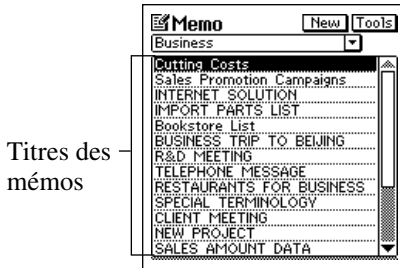 Memo New Tools
Business
Cutting Costs
Sales Promotion Campaigns
INTERNET SOLUTION
IMPORT PARTS LIST
Bookstore List
BUSINESS TRIP TO BEIJING
R&D MEETING
TELEPHONE MESSAGE
RESTAURANTS FOR BUSINESS
SPECIAL TERMINOLOGY
CLIENT MEETING
NEW PROJECT
SALES AMOUNT DATA
Titres des
mémos